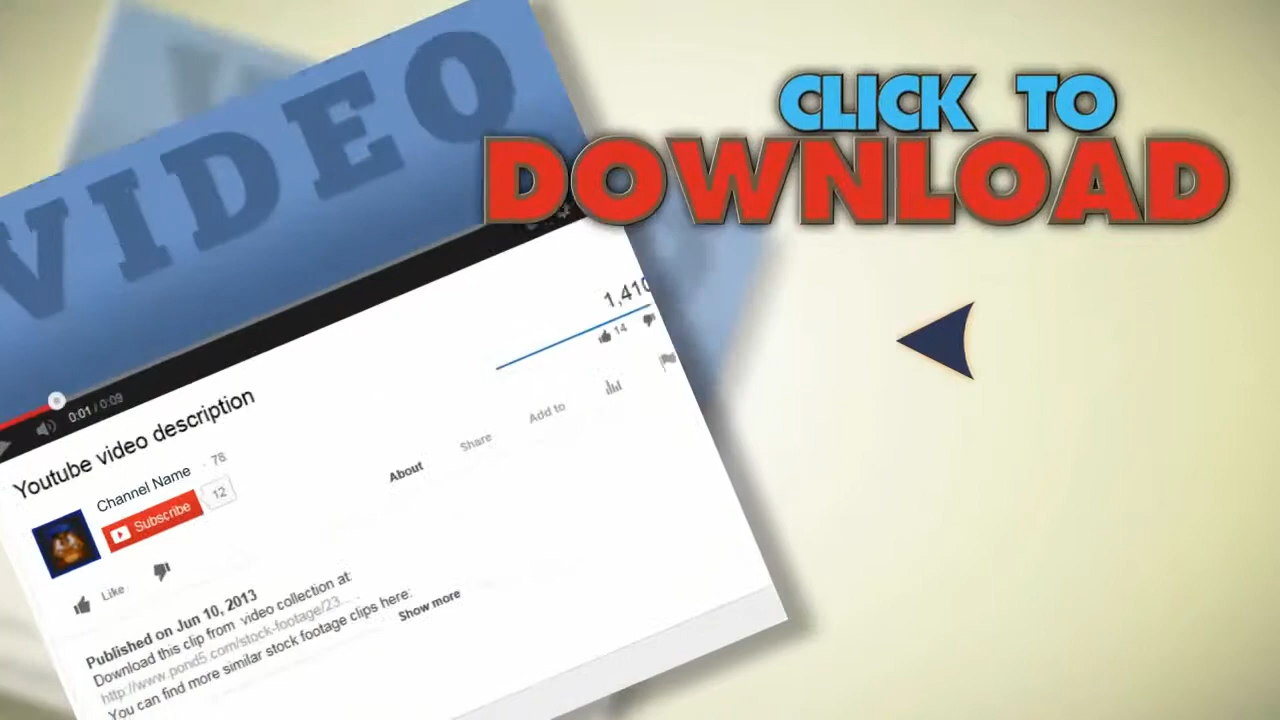 VIDEO
CLICK TO
DOWNLOAD
1,410
14
0:01 / 0:09
Youtube video description
Channel Name · 76
Subscribe 12
About Share Add to
Like
Published on Jun 10, 2013
Download this clip from video collection at:
http://www.pond5.com/stock-footage/23...
You can find more similar stock footage clips here:
Show more